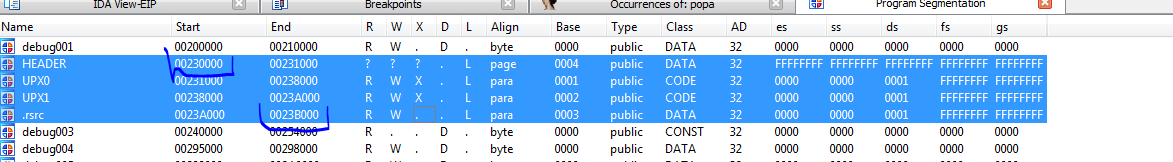 IDA View-EIP Breakpoints Occurrences of: popa Program Segmentation
Name Start End R W X D L Align Base Type Class AD es ss ds fs gs
debug001 00200000 00210000 R W . D . byte 0000 public DATA 32 0000 0000 0000 0000 0000
HEADER 00230000 00231000 ? ? ? . L page 0004 public DATA 32 FFFFFFFF FFFFFFFF FFFFFFFF FFFFFFFF FFFFFFFF
UPX0 00231000 00238000 R W X . L para 0001 public CODE 32 0000 0000 0001 FFFFFFFF FFFFFFFF
UPX1 00238000 0023A000 R W X . L para 0002 public CODE 32 0000 0000 0001 FFFFFFFF FFFFFFFF
.rsrc 0023A000 0023B000 R W . . L para 0003 public DATA 32 0000 0000 0001 FFFFFFFF FFFFFFFF
debug003 00240000 00254000 R . . D . byte 0000 public CONST 32 0000 0000 0000 0000 0000
debug004 00295000 00298000 R W . D . byte 0000 public DATA 32 0000 0000 0000 0000 0000